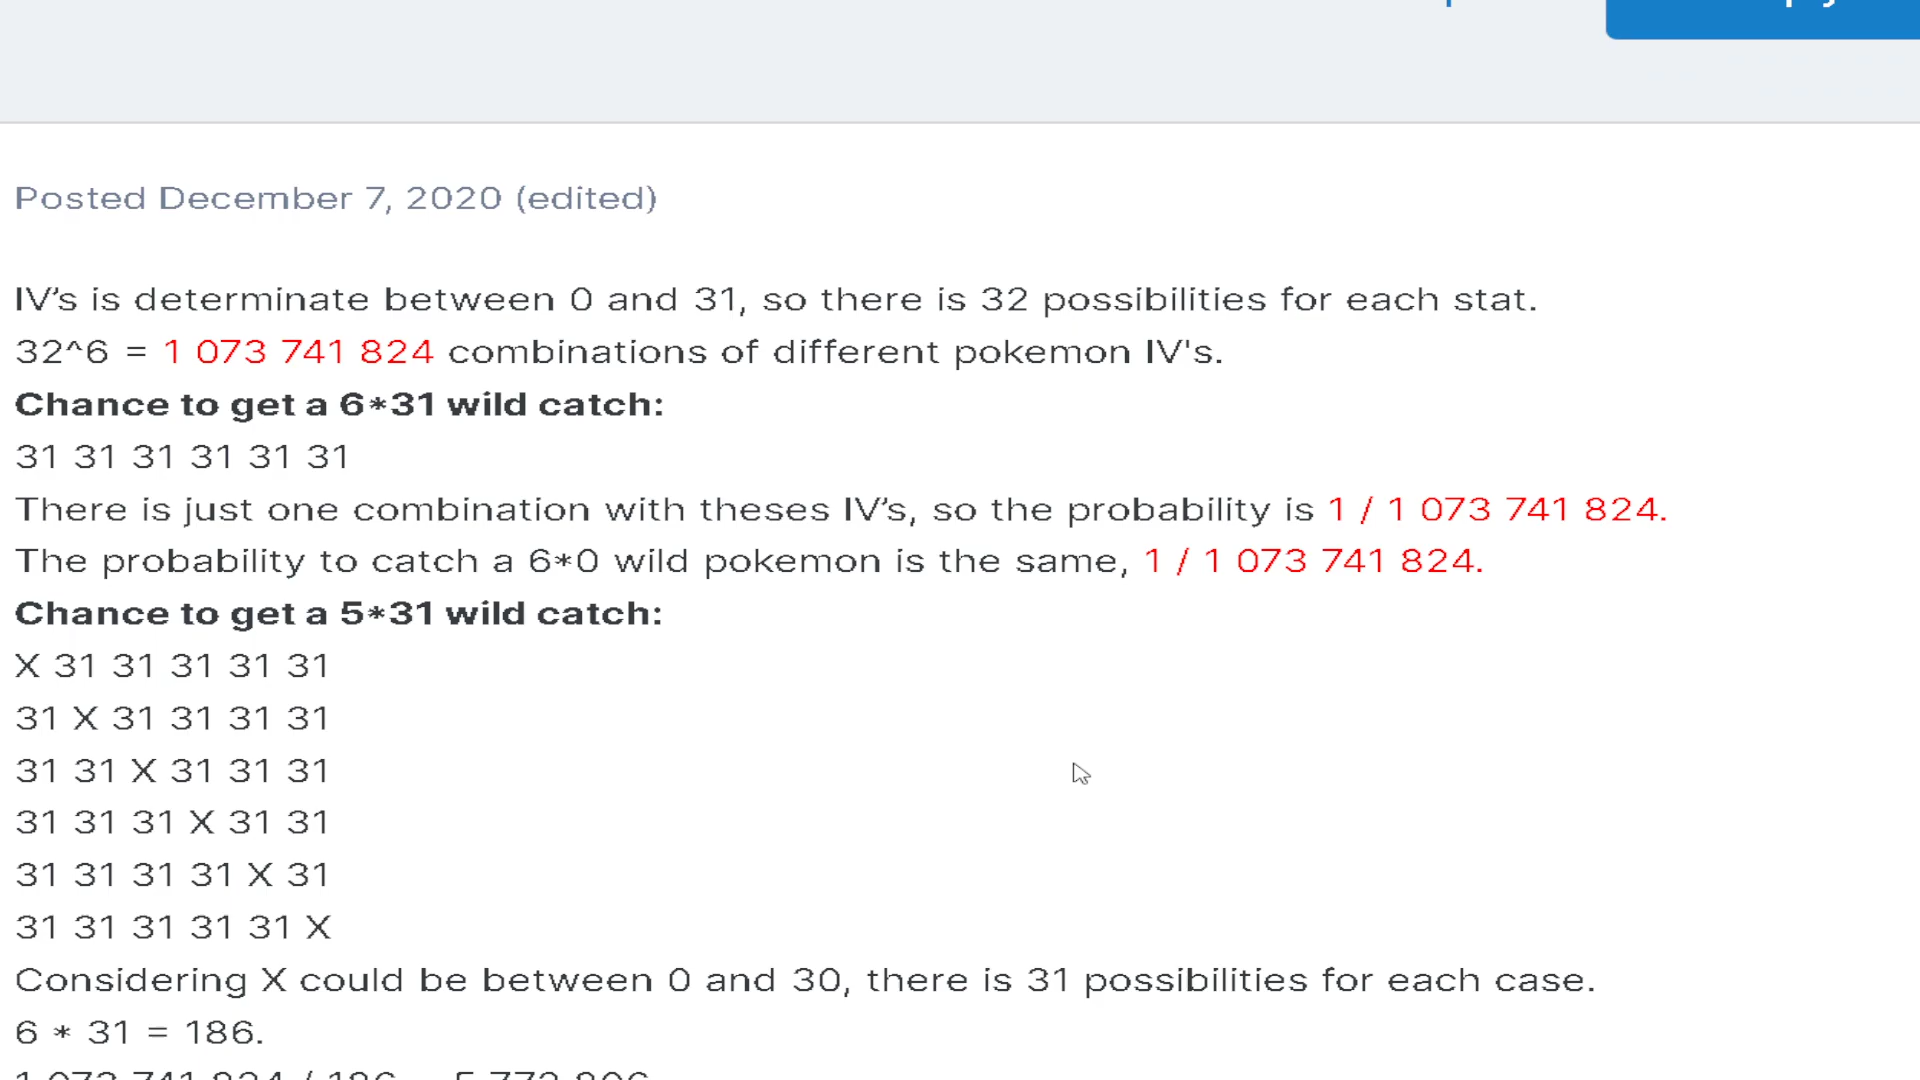 Posted December 7, 2020 (edited)
IV's is determinate between 0 and 31, so there is 32 possibilities for each stat.
32^6 = 1 073 741 824 combinations of different pokemon IV's.
Chance to get a 6*31 wild catch:
31 31 31 31 31 31
There is just one combination with theses IV's, so the probability is 1 / 1 073 741 824.
The probability to catch a 6*0 wild pokemon is the same, 1 / 1 073 741 824.
Chance to get a 5*31 wild catch:
X 31 31 31 31 31
31 X 31 31 31 31
31 31 X 31 31 31
31 31 31 X 31 31
31 31 31 31 X 31
31 31 31 31 31 X
Considering X could be between 0 and 30, there is 31 possibilities for each case.
6 * 31 = 186.